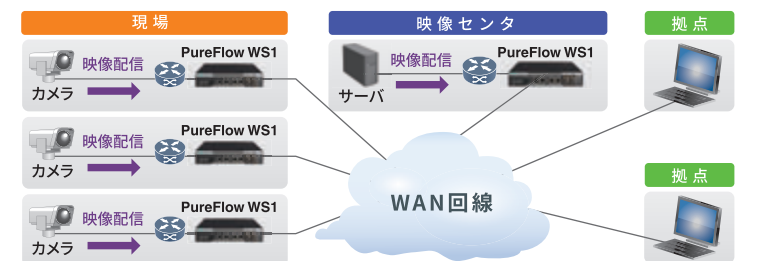 現場
PureFlow WS1
映像配信
カメラ
PureFlow WS1
映像配信
カメラ
PureFlow WS1
映像配信
カメラ
映像センタ
PureFlow WS1
映像配信
サーバ
WAN回線
拠点
拠点